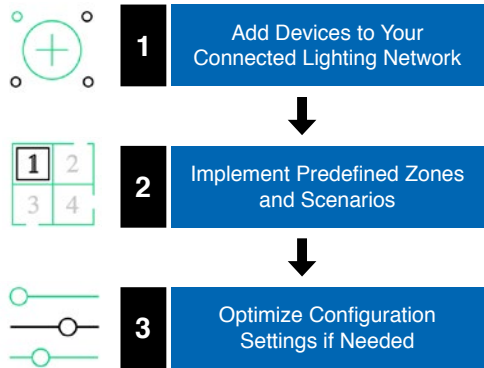 1
Add Devices to Your
Connected Lighting Network
1 2
3 4
2
Implement Predefined Zones
and Scenarios
3
Optimize Configuration
Settings if Needed